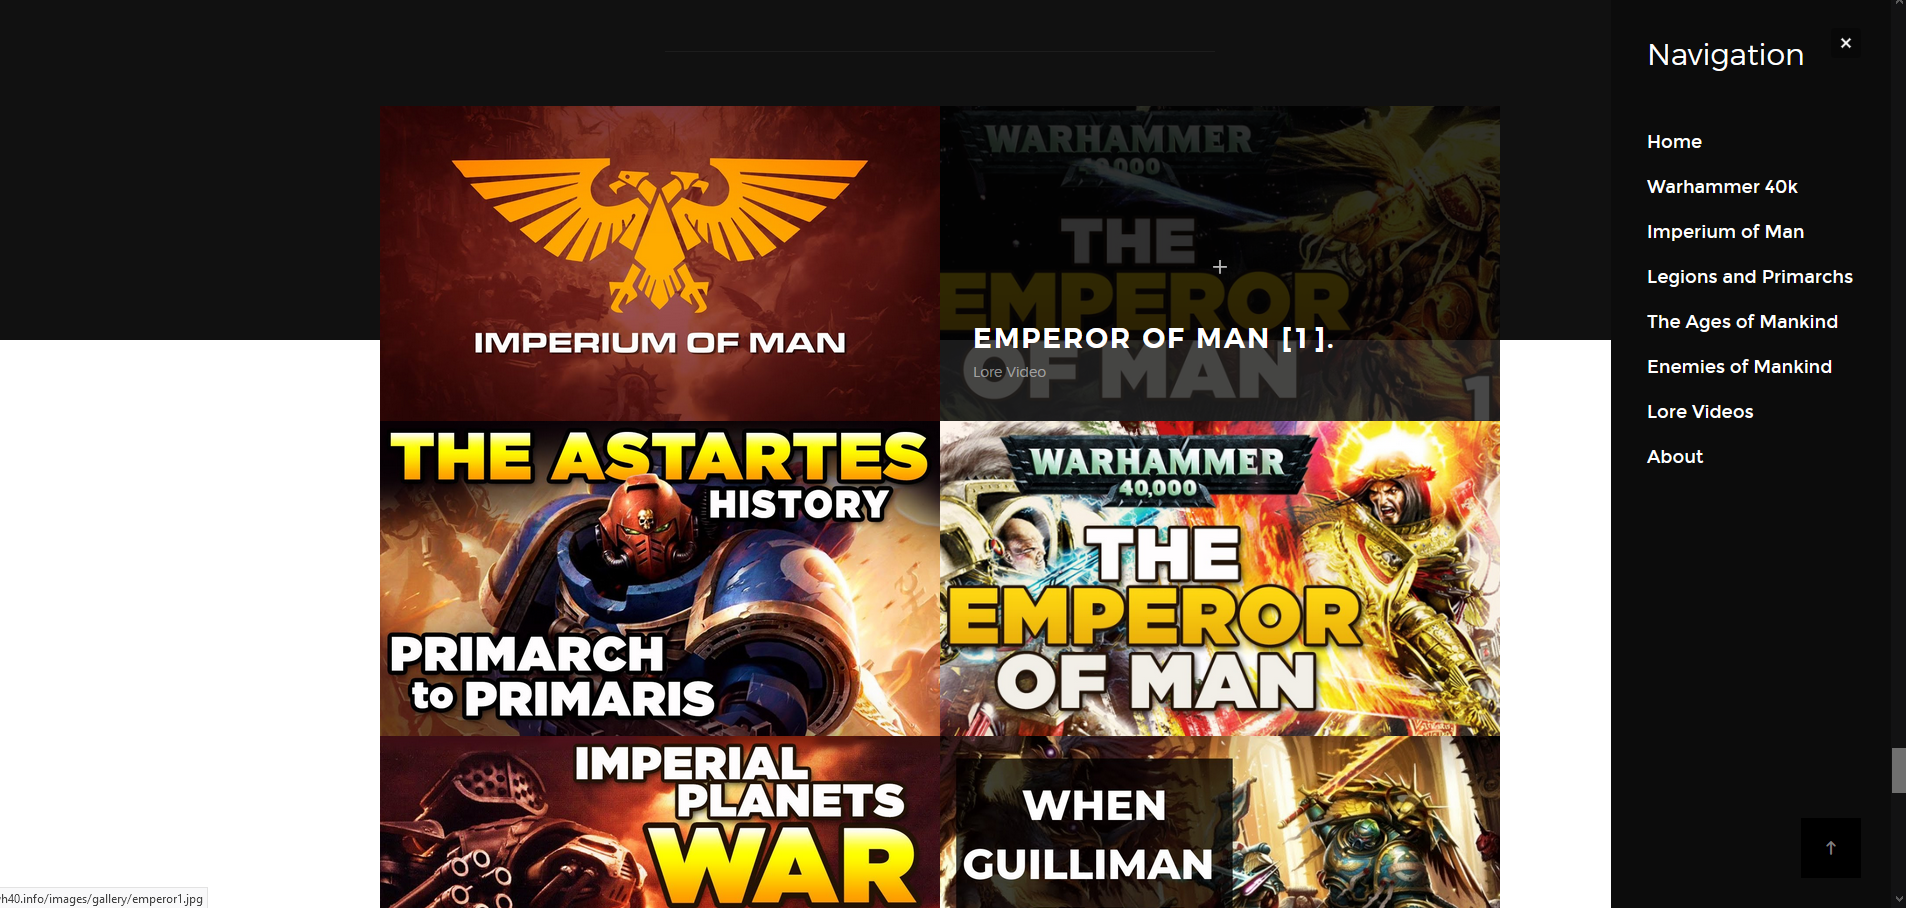 Navigation
Home
Warhammer 40k
Imperium of Man
Legions and Primarchs
The Ages of Mankind
Enemies of Mankind
Lore Videos
About
IMPERIUM OF MAN
WARHAMMER
40,000
THE
EMPEROR
OF MAN
1
EMPEROR OF MAN [1].
Lore Video
THE ASTARTES
HISTORY
PRIMARCH
to PRIMARIS
WARHAMMER
40,000
THE
EMPEROR
OF MAN
IMPERIAL
PLANETS
WAR
WHEN
GUILLIMAN
h40.info/images/gallery/emperor1.jpg